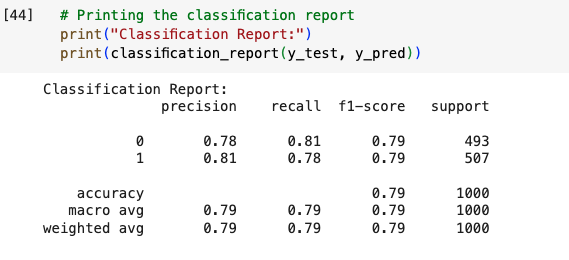 [44] # Printing the classification report
print("Classification Report:")
print(classification_report(y_test, y_pred))
Classification Report:
precision recall f1-score support
0 0.78 0.81 0.79 493
1 0.81 0.78 0.79 507
accuracy 0.79 1000
macro avg 0.79 0.79 0.79 1000
weighted avg 0.79 0.79 0.79 1000